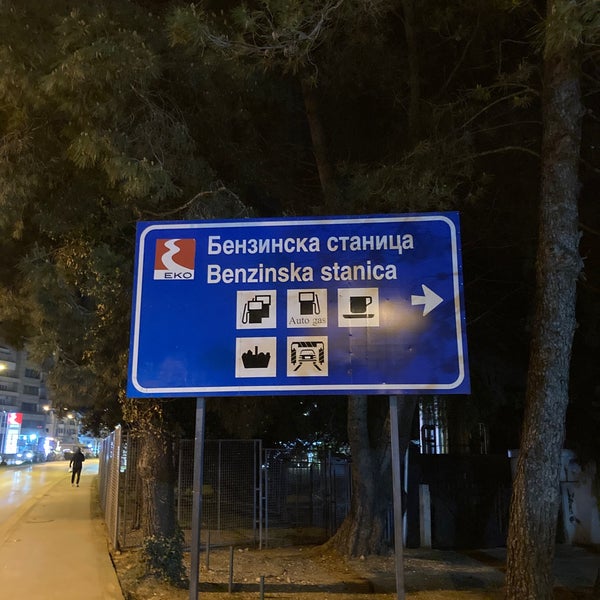 Бензинска станица
Benzinska stanica
EKO
Auto gas